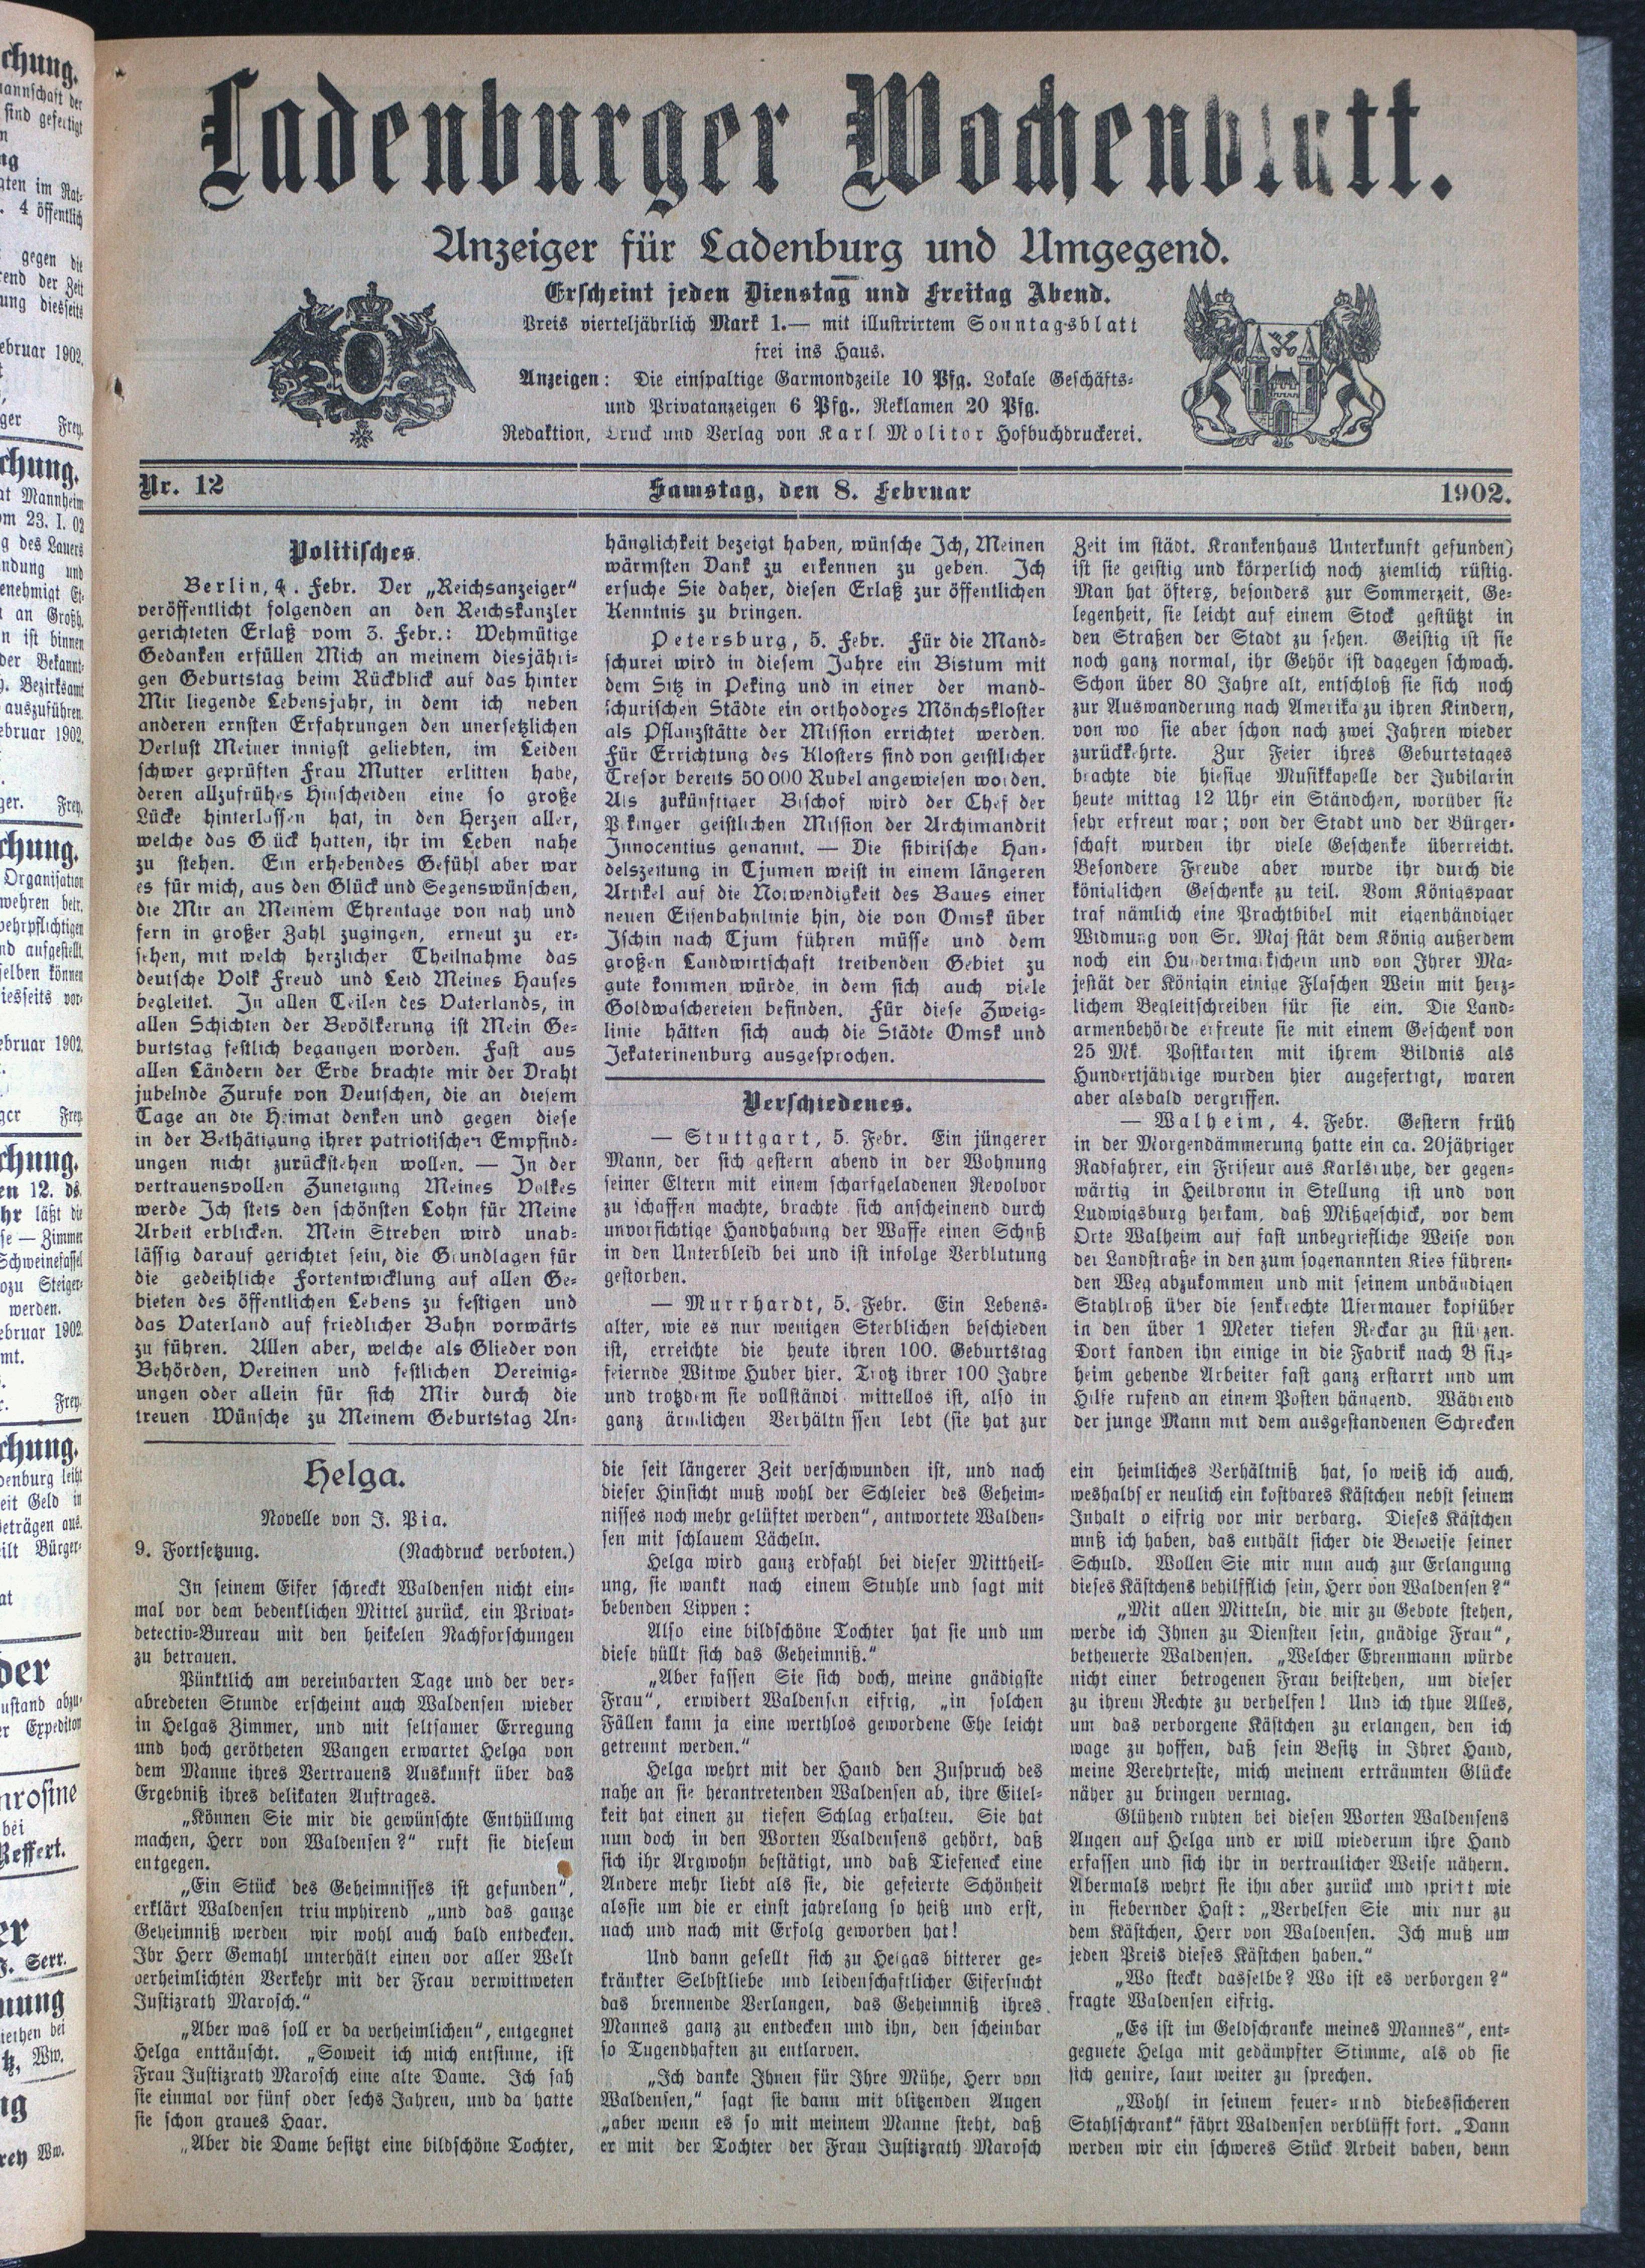 Ladenburger Wochenblatt.
Anzeiger für Ladenburg und Umgegend.
Erscheint jeden Dienstag und Freitag Abend.
Preis vierteljährlich Mark 1.— mit illustrirtem Sonntagsblatt
frei ins Haus.
Anzeigen: Die einspaltige Garmondzeile 10 Pfg. Lokale Geschäfts-
und Privatanzeigen 6 Pfg., Reklamen 20 Pfg.
Redaktion, Druck und Verlag von Karl Molitor Hofbuchdruckerei.
Nr. 12 Samstag, den 8. Februar 1902.
Politisches.
Berlin, 4. Febr. Der „Reichsanzeiger“
veröffentlicht folgenden an den Reichskanzler
gerichteten Erlaß vom 3. Febr.: Wehmütige
Gedanken erfüllen Mich an meinem diesjähri-
gen Geburtstag beim Rückblick auf das hinter
Mir liegende Lebensjahr, in dem ich neben
anderen ernsten Erfahrungen den unersetzlichen
Verlust Meiner innigst geliebten, im Leiden
schwer geprüften Frau Mutter erlitten habe,
deren allzufrühes Hinscheiden eine so große
Lücke hinterlassen hat, in den Herzen aller,
welche das Glück hatten, ihr im Leben nahe
zu stehen. Ein erhebendes Gefühl aber war
es für mich, aus den Glück und Segenswünschen,
die Mir an Meinem Ehrentage von nah und
fern in großer Zahl zugingen, erneut zu er-
sehen, mit welch herzlicher Theilnahme das
deutsche Volk Freud und Leid Meines Hauses
begleitet. In allen Teilen des Vaterlands, in
allen Schichten der Bevölkerung ist Mein Ge-
burtstag festlich begangen worden. Fast aus
allen Ländern der Erde brachte mir der Draht
jubelnde Zurufe von Deutschen, die an diesem
Tage an die Heimat denken und gegen diese
in der Bethätigung ihrer patriotischen Empfind-
ungen nicht zurückstehen wollen. — In der
vertrauensvollen Zuneigung Meines Volkes
werde Ich stets den schönsten Lohn für Meine
Arbeit erblicken. Mein Streben wird unab-
lässig darauf gerichtet sein, die Grundlagen für
die gedeihliche Fortentwicklung auf allen Ge-
bieten des öffentlichen Lebens zu festigen und
das Vaterland auf friedlicher Bahn vorwärts
zu führen. Allen aber, welche als Glieder von
Behörden, Vereinen und festlichen Vereinig-
ungen oder allein für sich Mir durch die
treuen Wünsche zu Meinem Geburtstag An-
hänglichkeit bezeigt haben, wünsche Ich, Meinen
wärmsten Dank zu erkennen zu geben. Ich
ersuche Sie daher, diesen Erlaß zur öffentlichen
Kenntnis zu bringen.
Petersburg, 5. Febr. Für die Mand-
schurei wird in diesem Jahre ein Bistum mit
dem Sitz in Peking und in einer der mand-
schurischen Städte ein orthodoxes Mönchskloster
als Pflanzstätte der Mission errichtet werden.
Für Errichtung des Klosters sind von geistlicher
Tresor bereits 50 000 Rubel angewiesen worden.
Als zukünftiger Bischof wird der Chef der
Pekinger geistlichen Mission der Archimandrit
Innocentius genannt. — Die sibirische Han-
delszeitung in Tjumen weist in einem längeren
Artikel auf die Notwendigkeit des Baues einer
neuen Eisenbahnlinie hin, die von Omsk über
Ischin nach Tjum führen müsse und dem
großen Landwirtschaft treibenden Gebiet zu
gute kommen würde, in dem sich auch viele
Goldwaschereien befinden. Für diese Zweig-
linie hätten sich auch die Städte Omsk und
Jekaterinenburg ausgesprochen.
Verschiedenes.
— Stuttgart, 5. Febr. Ein jüngerer
Mann, der sich gestern abend in der Wohnung
seiner Eltern mit einem scharfgeladenen Revolvor
zu schaffen machte, brachte sich anscheinend durch
unvorsichtige Handhabung der Waffe einen Schuß
in den Unterbleib bei und ist infolge Verblutung
gestorben.
— Murrhardt, 5. Febr. Ein Lebens-
alter, wie es nur wenigen Sterblichen beschieden
ist, erreichte die heute ihren 100. Geburtstag
feiernde Witwe Huber hier. Trotz ihrer 100 Jahre
und trotzdem sie vollständi mittellos ist, also in
ganz ärmlichen Verhältnissen lebt (sie hat zur
Zeit im städt. Krankenhaus Unterkunft gefunden)
ist sie geistig und körperlich noch ziemlich rüstig.
Man hat öfters, besonders zur Sommerzeit, Ge-
legenheit, sie leicht auf einem Stock gestützt in
den Straßen der Stadt zu sehen. Geistig ist sie
noch ganz normal, ihr Gehör ist dagegen schwach.
Schon über 80 Jahre alt, entschloß sie sich noch
zur Auswanderung nach Amerika zu ihren Kindern,
von wo sie aber schon nach zwei Jahren wieder
zurückkehrte. Zur Feier ihres Geburtstages
brachte die hiesige Musikkapelle der Jubilarin
heute mittag 12 Uhr ein Ständchen, worüber sie
sehr erfreut war; von der Stadt und der Bürger-
schaft wurden ihr viele Geschenke überreicht.
Besondere Freude aber wurde ihr durch die
königlichen Geschenke zu teil. Vom Königspaar
traf nämlich eine Prachtbibel mit eigenhändiger
Widmung von Sr. Majestät dem König außerdem
noch ein Hundertmarkschein und von Ihrer Ma-
jestät der Königin einige Flaschen Wein mit herz-
lichem Begleitschreiben für sie ein. Die Land-
armenbehörde erfreute sie mit einem Geschenk von
25 Mk. Postkarten mit ihrem Bildnis als
Hundertjährige wurden hier augefertigt, waren
aber alsbald vergriffen.
— Walheim, 4. Febr. Gestern früh
in der Morgendämmerung hatte ein ca. 20jähriger
Radfahrer, ein Friseur aus Karlsruhe, der gegen-
wärtig in Heilbronn in Stellung ist und von
Ludwigsburg herkam, daß Mißgeschick, vor dem
Orte Walheim auf fast unbegriefliche Weise von
der Landstraße in den zum sogenannten Kies führen-
den Weg abzukommen und mit seinem unbändigen
Stahlroß über die senkrechte Ufermauer kopfüber
in den über 1 Meter tiefen Neckar zu stürzen.
Dort fanden ihn einige in die Fabrik nach Besig-
heim gehende Arbeiter fast ganz erstarrt und um
Hilfe rufend an einem Posten hängend. Während
der junge Mann mit dem ausgestandenen Schrecken
Helga.
Novelle von J. Pia.
9. Fortsetzung. (Nachdruck verboten.)
In seinem Eifer schreckt Waldensen nicht ein-
mal vor dem bedenklichen Mittel zurück, ein Privat-
detectiv-Bureau mit den heikelen Nachforschungen
zu betrauen.
Pünktlich am vereinbarten Tage und der ver-
abredeten Stunde erscheint auch Waldensen wieder
in Helgas Zimmer, und mit seltsamer Erregung
und hoch gerötheten Wangen erwartet Helga von
dem Manne ihres Vertrauens Auskunft über das
Ergebniß ihres delikaten Auftrages.
„Können Sie mir die gewünschte Enthüllung
machen, Herr von Waldensen?“ ruft sie diesem
entgegen.
„Ein Stück des Geheimnisses ist gefunden“,
erklärt Waldensen triumphirend „und das ganze
Geheimniß werden wir wohl auch bald entdecken.
Ihr Herr Gemahl unterhält einen vor aller Welt
verheimlichten Verkehr mit der Frau verwittweten
Justizrath Marosch.“
„Aber was soll er da verheimlichen“, entgegnet
Helga enttäuscht. „Soweit ich mich entsinne, ist
Frau Justizrath Marosch eine alte Dame. Ich sah
sie einmal vor fünf oder sechs Jahren, und da hatte
sie schon graues Haar.
„Aber die Dame besitzt eine bildschöne Tochter,
die seit längerer Zeit verschwunden ist, und nach
dieser Hinsicht muß wohl der Schleier des Geheim-
nisses noch mehr gelüftet werden“, antwortete Walden-
sen mit schlauem Lächeln.
Helga wird ganz erdfahl bei dieser Mittheil-
ung, sie wankt nach einem Stuhle und sagt mit
bebenden Lippen:
Also eine bildschöne Tochter hat sie und um
diese hüllt sich das Geheimniß.“
„Aber fassen Sie sich doch, meine gnädigste
Frau“, erwidert Waldensen eifrig, „in solchen
Fällen kann ja eine werthlos gewordene Ehe leicht
getrennt werden.“
Helga wehrt mit der Hand den Zuspruch des
nahe an sie herantretenden Waldensen ab, ihre Eitel-
keit hat einen zu tiefen Schlag erhalten. Sie hat
nun doch in den Worten Waldensens gehört, daß
sich ihr Argwohn bestätigt, und daß Tiefeneck eine
Andere mehr liebt als sie, die gefeierte Schönheit
alssie um die er einst jahrelang so heiß und erst,
nach und nach mit Erfolg geworben hat!
Und dann gesellt sich zu Helgas bitterer ge-
kränkter Selbstliebe und leidenschaftlicher Eifersucht
das brennende Verlangen, das Geheimniß ihres
Mannes ganz zu entdecken und ihn, den scheinbar
so Tugendhaften zu entlarven.
„Ich danke Ihnen für Ihre Mühe, Herr von
Waldensen,“ sagt sie dann mit blitzenden Augen
„aber wenn es so mit meinem Manne steht, daß
er mit der Tochter der Frau Justizrath Marosch
ein heimliches Verhältniß hat, so weiß ich auch,
weshalb er neulich ein kostbares Kästchen nebst seinem
Inhalt o eifrig vor mir verbarg. Dieses Kästchen
muß ich haben, das enthält sicher die Beweise seiner
Schuld. Wollen Sie mir nun auch zur Erlangung
dieses Kästchens behilfflich sein, Herr von Waldensen?“
„Mit allen Mitteln, die mir zu Gebote stehen,
werde ich Ihnen zu Diensten sein, gnädige Frau“,
betheuerte Waldensen. „Welcher Ehrenmann würde
nicht einer betrogenen Frau beistehen, um dieser
zu ihrem Rechte zu verhelfen! Und ich thue Alles,
um das verborgene Kästchen zu erlangen, den ich
wage zu hoffen, daß sein Besitz in Ihrer Hand,
meine Verehrteste, mich meinem erträumten Glücke
näher zu bringen vermag.
Glühend ruhten bei diesen Worten Waldensens
Augen auf Helga und er will wiederum ihre Hand
erfassen und sich ihr in vertraulicher Weise nähern.
Abermals wehrt sie ihn aber zurück und spricht wie
in fiebernder Hast: „Verhelfen Sie mir nur zu
dem Kästchen, Herr von Waldensen. Ich muß um
jeden Preis dieses Kästchen haben.“
„Wo steckt dasselbe? Wo ist es verborgen?“
fragte Waldensen eifrig.
„Es ist im Geldschranke meines Mannes“, ent-
gegnete Helga mit gedämpfter Stimme, als ob sie
sich genire, laut weiter zu sprechen.
„Wohl in seinem feuer- und diebessicheren
Stahlschrank“ fährt Waldensen verblüfft fort. „Dann
werden wir ein schweres Stück Arbeit haben, denn